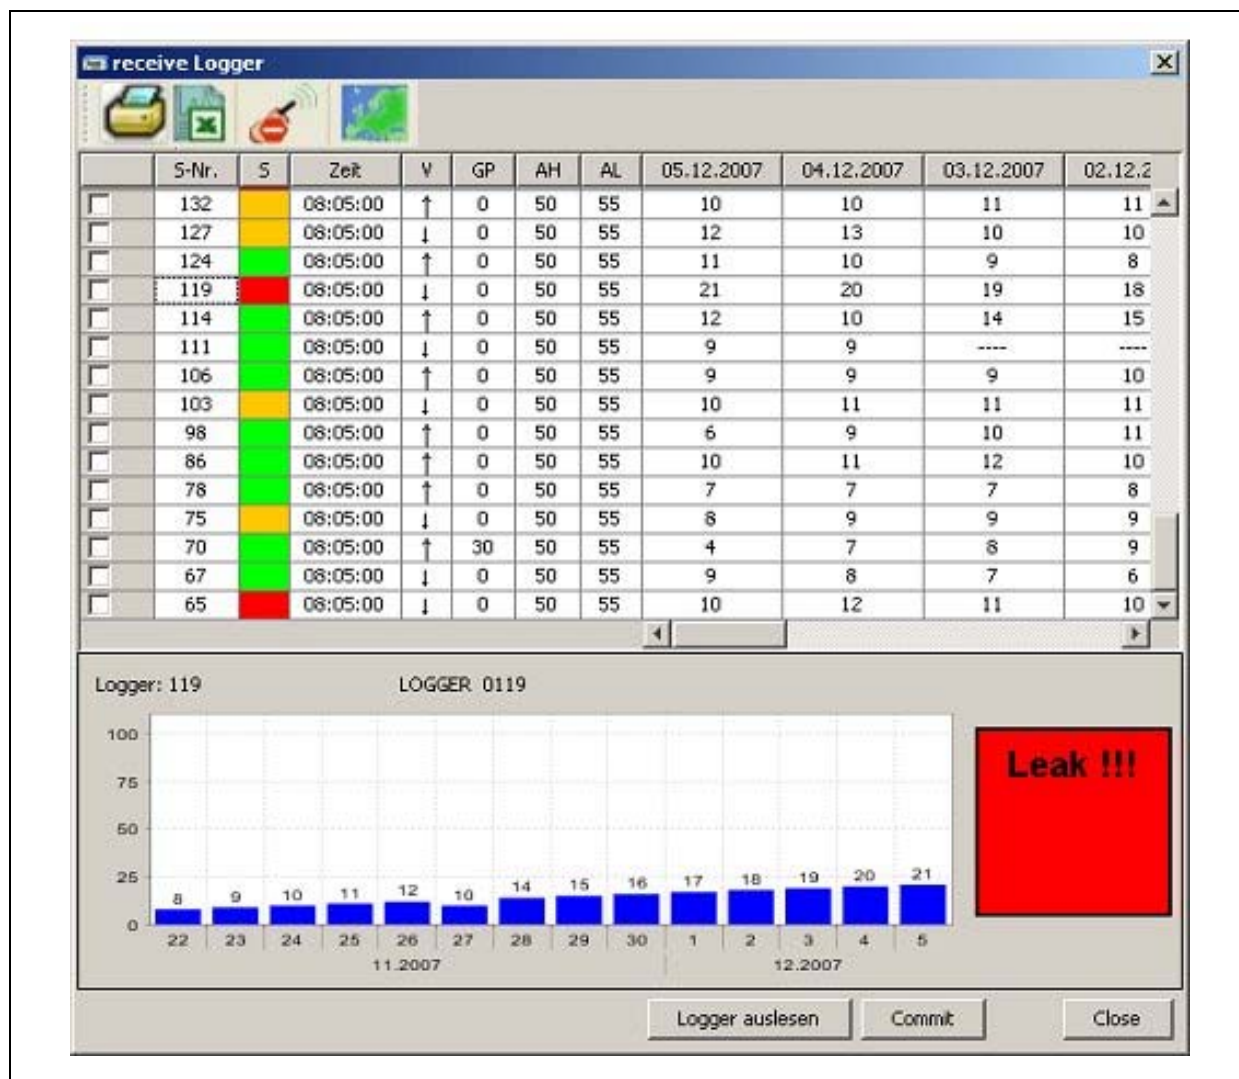 receive Logger
S-Nr. S Zeit V GP AH AL 05.12.2007 04.12.2007 03.12.2007 02.12.2
132 08:05:00 ↑ 0 50 55 10 10 11 11
127 08:05:00 ↓ 0 50 55 12 13 10 10
124 08:05:00 ↑ 0 50 55 11 10 9 8
119 08:05:00 ↓ 0 50 55 21 20 19 18
114 08:05:00 ↑ 0 50 55 12 10 14 15
111 08:05:00 ↓ 0 50 55 9 9 ---- ----
106 08:05:00 ↑ 0 50 55 9 9 9 10
103 08:05:00 ↓ 0 50 55 10 11 11 11
98 08:05:00 ↑ 0 50 55 6 9 10 11
86 08:05:00 ↑ 0 50 55 10 11 12 10
78 08:05:00 ↑ 0 50 55 7 7 7 8
75 08:05:00 ↓ 0 50 55 8 9 9 9
70 08:05:00 ↑ 30 50 55 4 7 8 9
67 08:05:00 ↓ 0 50 55 9 8 7 6
65 08:05:00 ↓ 0 50 55 10 12 11 10
Logger: 119 LOGGER 0119
Leak !!!
100
75
50
25
0
8 9 10 11 12 10 14 15 16 17 18 19 20 21
22 23 24 25 26 27 28 29 30 1 2 3 4 5
11.2007 12.2007
Logger auslesen Commit Close